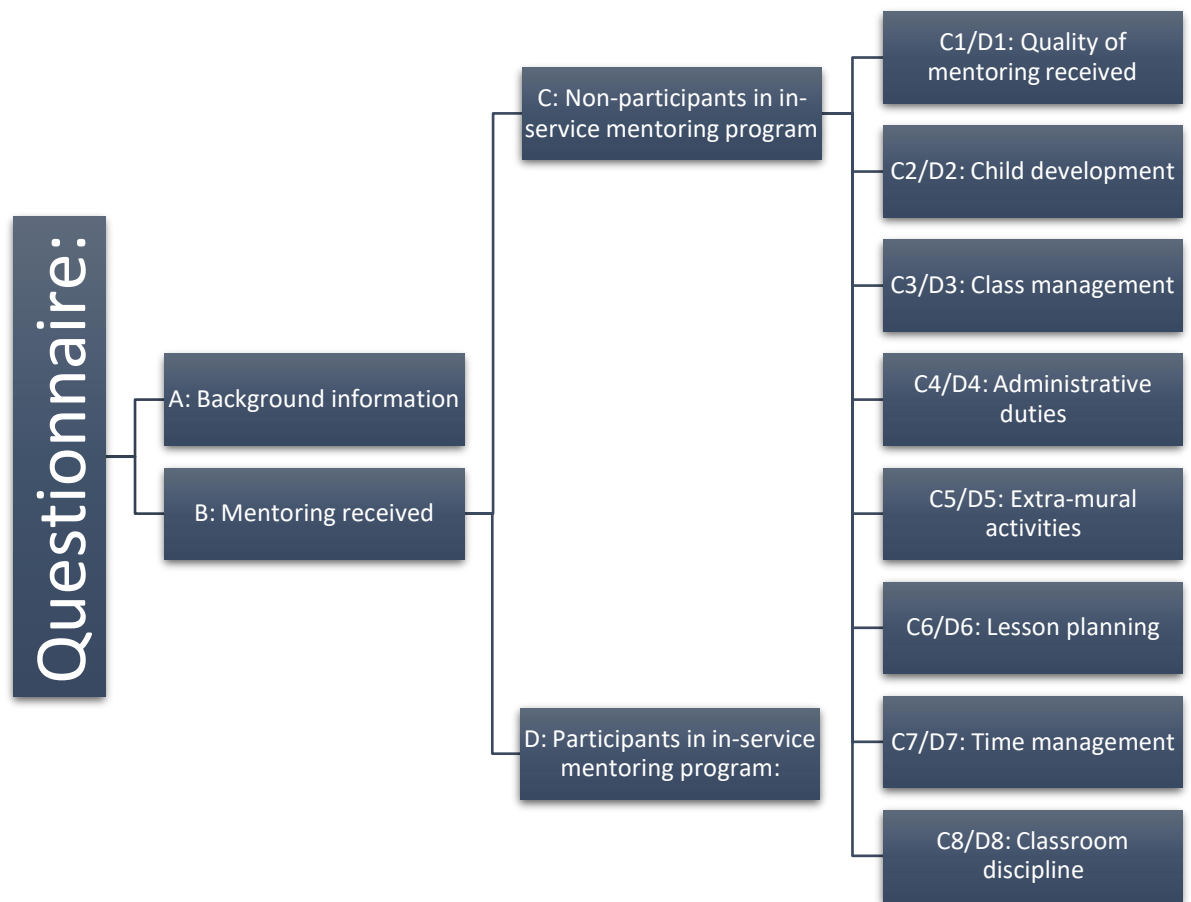 Questionnaire:
A: Background information
B: Mentoring received
C: Non-participants in in-
service mentoring program
D: Participants in in-service
mentoring program:
C1/D1: Quality of
mentoring received
C2/D2: Child development
C3/D3: Class management
C4/D4: Administrative
duties
C5/D5: Extra-mural
activities
C6/D6: Lesson planning
C7/D7: Time management
C8/D8: Classroom
discipline